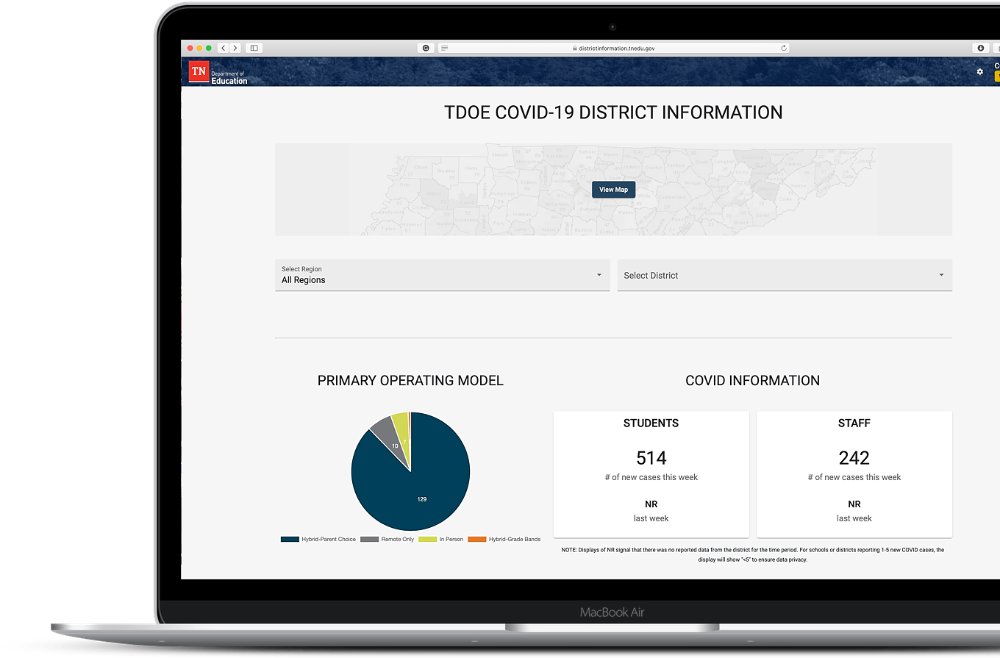 districtinformation.tnedu.gov
TN
Department of
Education
TDOE COVID-19 DISTRICT INFORMATION
View Map
Select Region
All Regions
Select District
PRIMARY OPERATING MODEL
COVID INFORMATION
10
7
129
Hybrid-Parent Choice
Remote Only
In Person
Hybrid-Grade Bands
STUDENTS
514
# of new cases this week
NR
last week
STAFF
242
# of new cases this week
NR
last week
NOTE: Displays of NR signal that there was no reported data from the district for the time period. For schools or districts reporting 1-5 new COVID cases, the
display will show "<5" to ensure data privacy.
MacBook Air